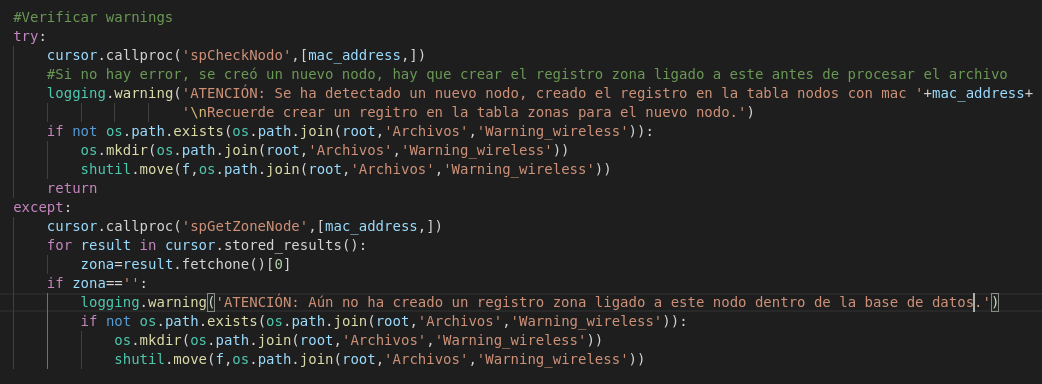 #Verificar warnings
try:
    cursor.callproc('spCheckNodo',[mac_address,])
    #Si no hay error, se creó un nuevo nodo, hay que crear el registro zona ligado a este antes de procesar el archivo
    logging.warning('ATENCIÓN: Se ha detectado un nuevo nodo, creado el registro en la tabla nodos con mac '+mac_address+
                    '\nRecuerde crear un regitro en la tabla zonas para el nuevo nodo.')
    if not os.path.exists(os.path.join(root,'Archivos','Warning_wireless')):
        os.mkdir(os.path.join(root,'Archivos','Warning_wireless'))
        shutil.move(f,os.path.join(root,'Archivos','Warning_wireless'))
    return
except:
    cursor.callproc('spGetZoneNode',[mac_address,])
    for result in cursor.stored_results():
        zona=result.fetchone()[0]
    if zona=='':
        logging.warning('ATENCIÓN: Aún no ha creado un registro zona ligado a este nodo dentro de la base de datos.')
        if not os.path.exists(os.path.join(root,'Archivos','Warning_wireless')):
            os.mkdir(os.path.join(root,'Archivos','Warning_wireless'))
            shutil.move(f,os.path.join(root,'Archivos','Warning_wireless'))